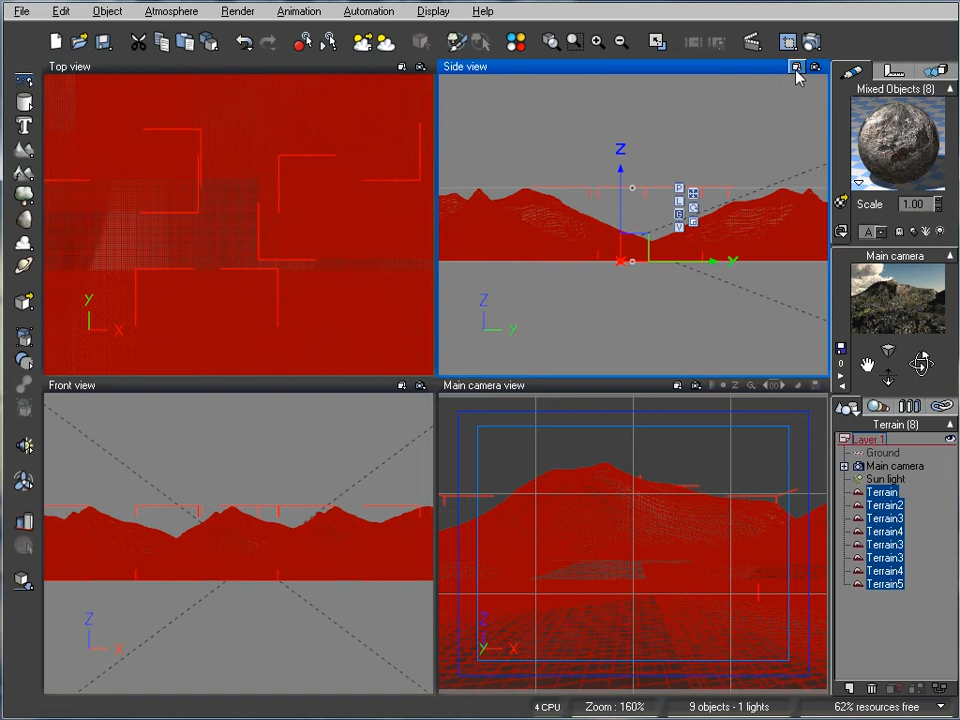 File Edit Object Atmosphere Render Animation Automation Display Help
Top view
Side view
Z
P
L
G
Y
Y
X
Z
Y
Front view
Main camera view
Z
X
Z
Y
X
Mixed Objects (8)
Scale 1.00
A
Main camera
0
Terrain (8)
Layer 1
Ground
Main camera
Sun light
Terrain
Terrain2
Terrain3
Terrain4
Terrain3
Terrain3
Terrain4
Terrain5
4 CPU Zoom : 160% 9 objects - 1 lights 62% resources free